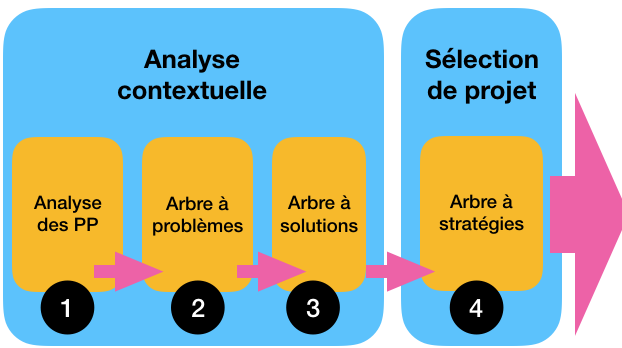 Analyse
contextuelle
Sélection
de projet
Analyse
des PP
Arbre à
problèmes
Arbre à
solutions
Arbre à
stratégies
1
2
3
4